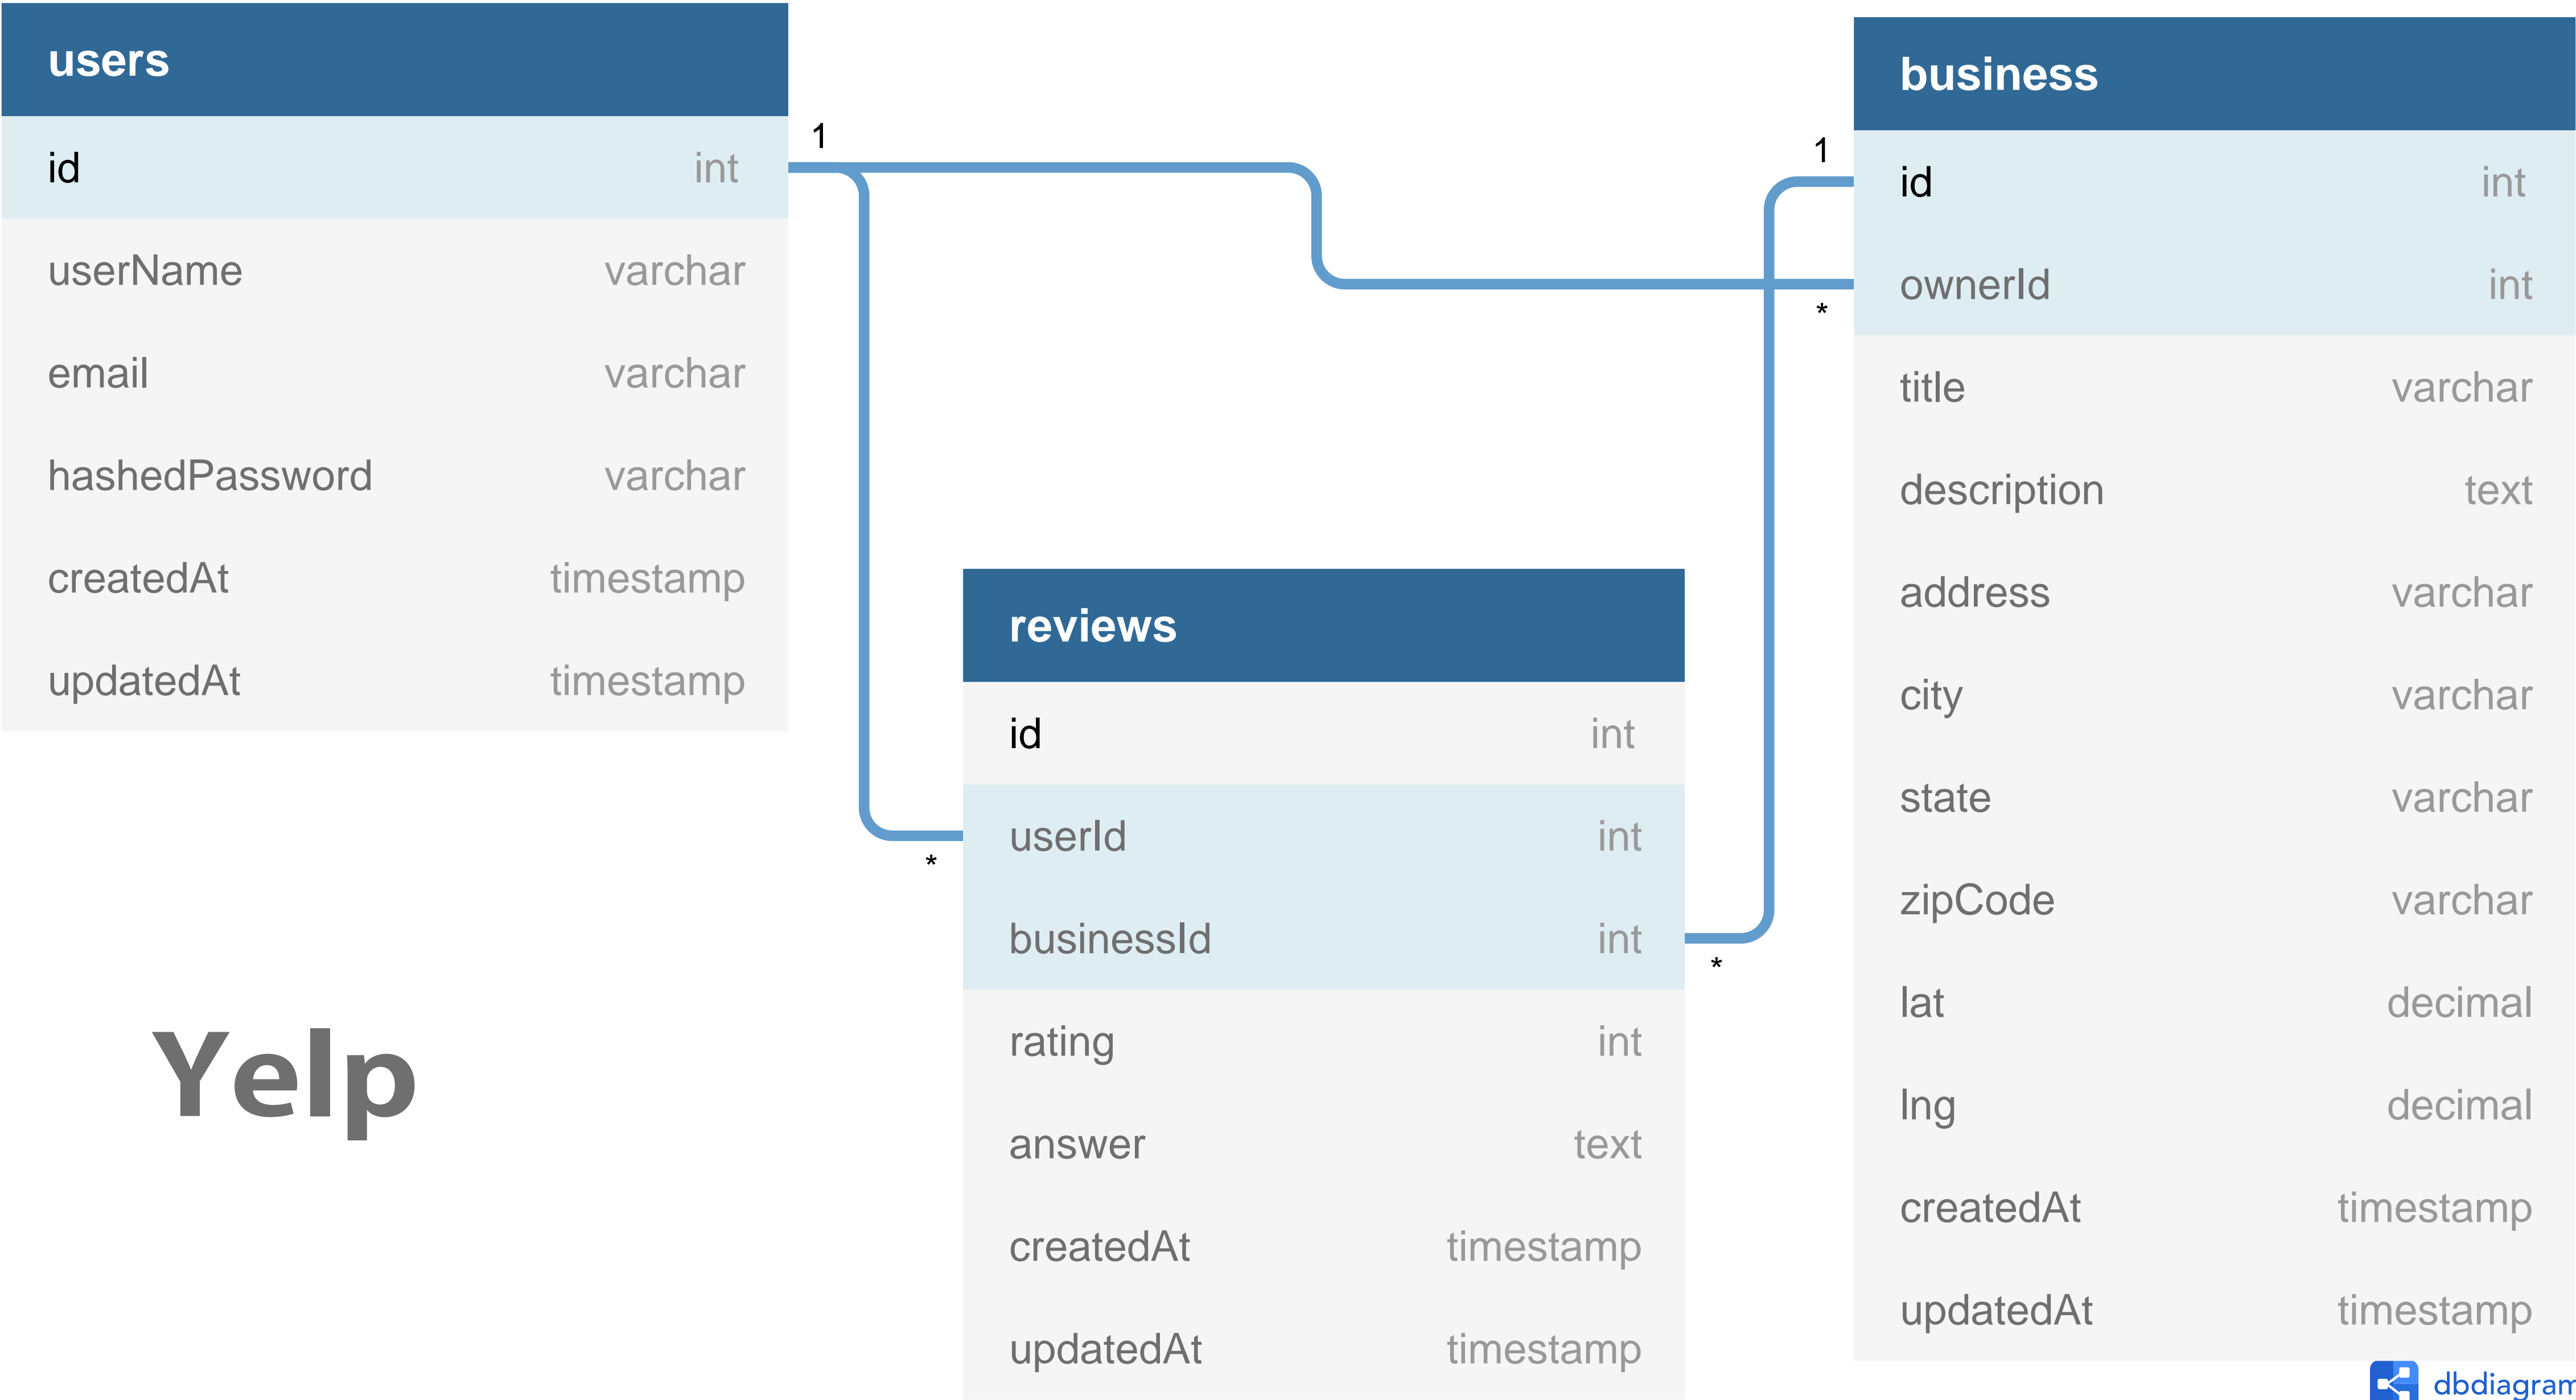 users
id int
userName varchar
email varchar
hashedPassword varchar
createdAt timestamp
updatedAt timestamp
1
*
1
*
*
reviews
id int
userId int
businessId int
rating int
answer text
createdAt timestamp
updatedAt timestamp
business
id int
ownerId int
title varchar
description text
address varchar
city varchar
state varchar
zipCode varchar
lat decimal
lng decimal
createdAt timestamp
updatedAt timestamp
Yelp
dbdiagram